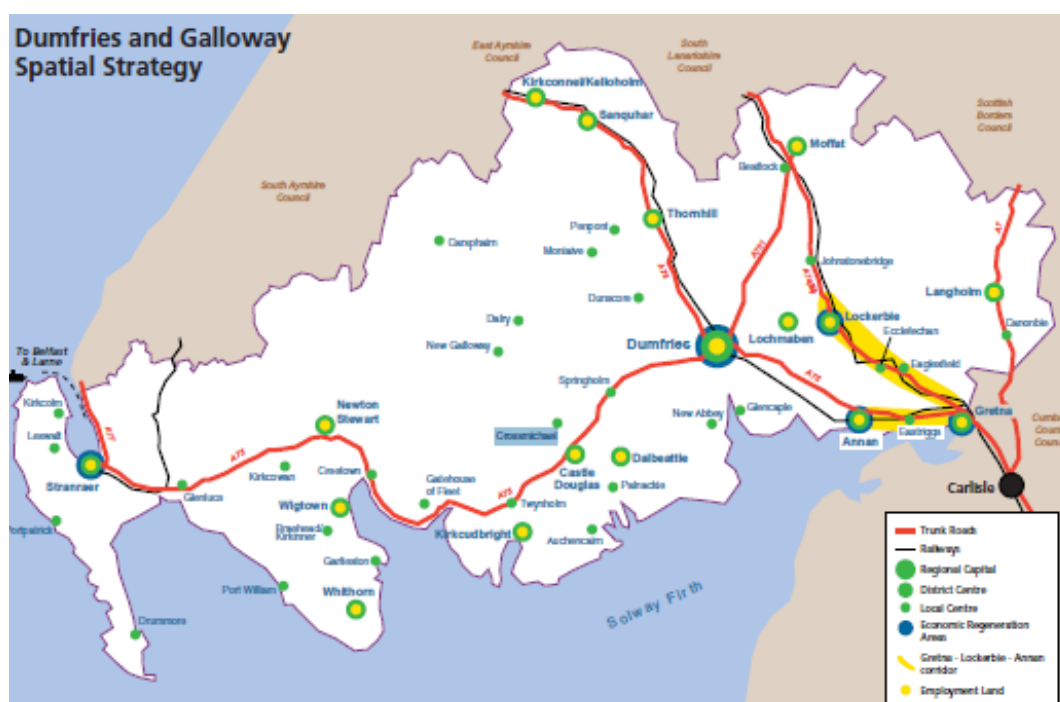 Dumfries and Galloway
Spatial Strategy
East Ayrshire
Council
South
Lanarkshire
Council
Scottish
Borders
Council
South Ayrshire
Council
Kirkconnel/Kelloholm
Sanquhar
Moffat
Beattock
Thornhill
Penpont
Moniaive
Carsphairn
A76
A701
Johnstonebridge
A74(M)
A7
Langholm
Dunscore
Dalry
New Galloway
Dumfries
Lochmaben
Lockerbie
Ecclefechan
Eaglesfield
Canonbie
To Belfast
& Larne
Kirkcolm
Leswalt
A77
Stranraer
Portpatrick
Drummore
Glenluce
A75
Kirkcowan
Newton
Stewart
Creetown
Wigtown
Braehead/
Kirkinner
Garlieston
Port William
Whithorn
Gatehouse
of Fleet
A75
Twynholm
Kirkcudbright
Crossmichael
Springholm
Castle
Douglas
Dalbeattie
Palnackie
Auchencairn
New Abbey
Glencaple
A75
Annan
Eastriggs
Gretna
Carlisle
Solway Firth
Trunk Roads
Railways
Regional Capital
District Centre
Local Centre
Economic Regeneration
Areas
Gretna - Lockerbie - Annan
corridor
Employment Land